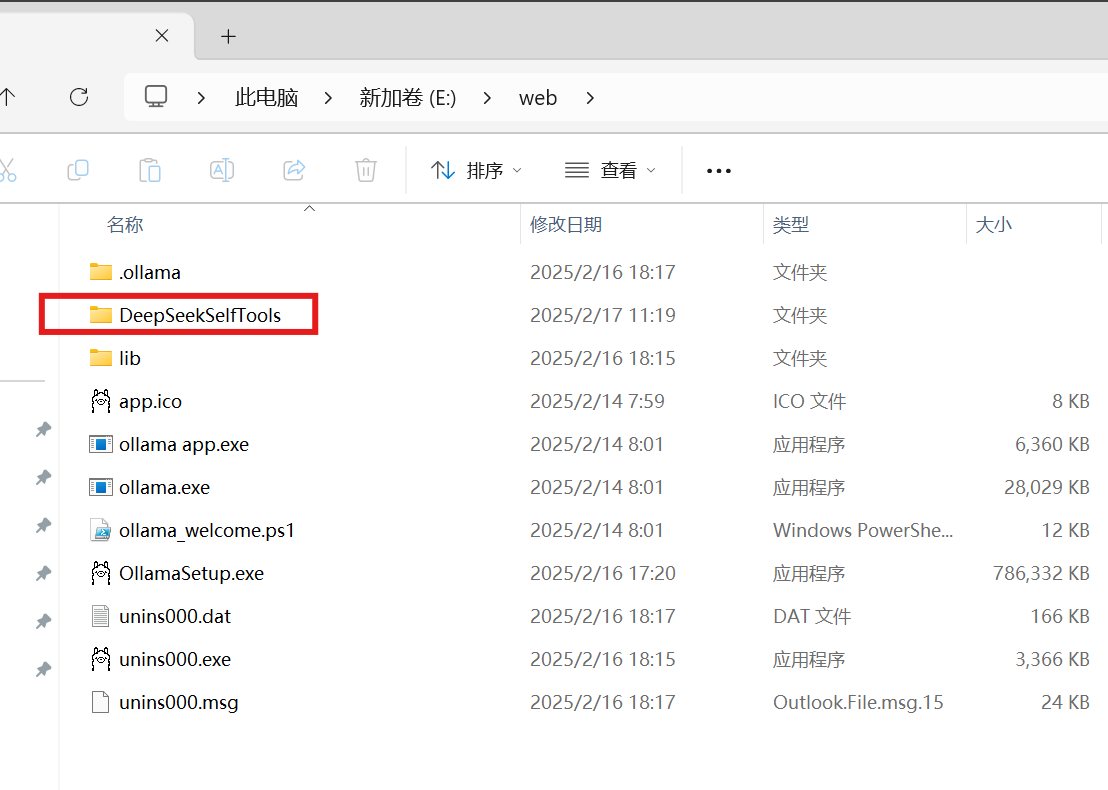 此电脑 新加卷 (E:) web
排序 查看
名称 修改日期 类型 大小
.ollama 2025/2/16 18:17 文件夹
DeepSeekSelfTools 2025/2/17 11:19 文件夹
lib 2025/2/16 18:15 文件夹
app.ico 2025/2/14 7:59 ICO 文件 8 KB
ollama app.exe 2025/2/14 8:01 应用程序 6,360 KB
ollama.exe 2025/2/14 8:01 应用程序 28,029 KB
ollama_welcome.ps1 2025/2/14 8:01 Windows PowerShe... 12 KB
OllamaSetup.exe 2025/2/16 17:20 应用程序 786,332 KB
unins000.dat 2025/2/16 18:17 DAT 文件 166 KB
unins000.exe 2025/2/16 18:15 应用程序 3,366 KB
unins000.msg 2025/2/16 18:17 Outlook.File.msg.15 24 KB